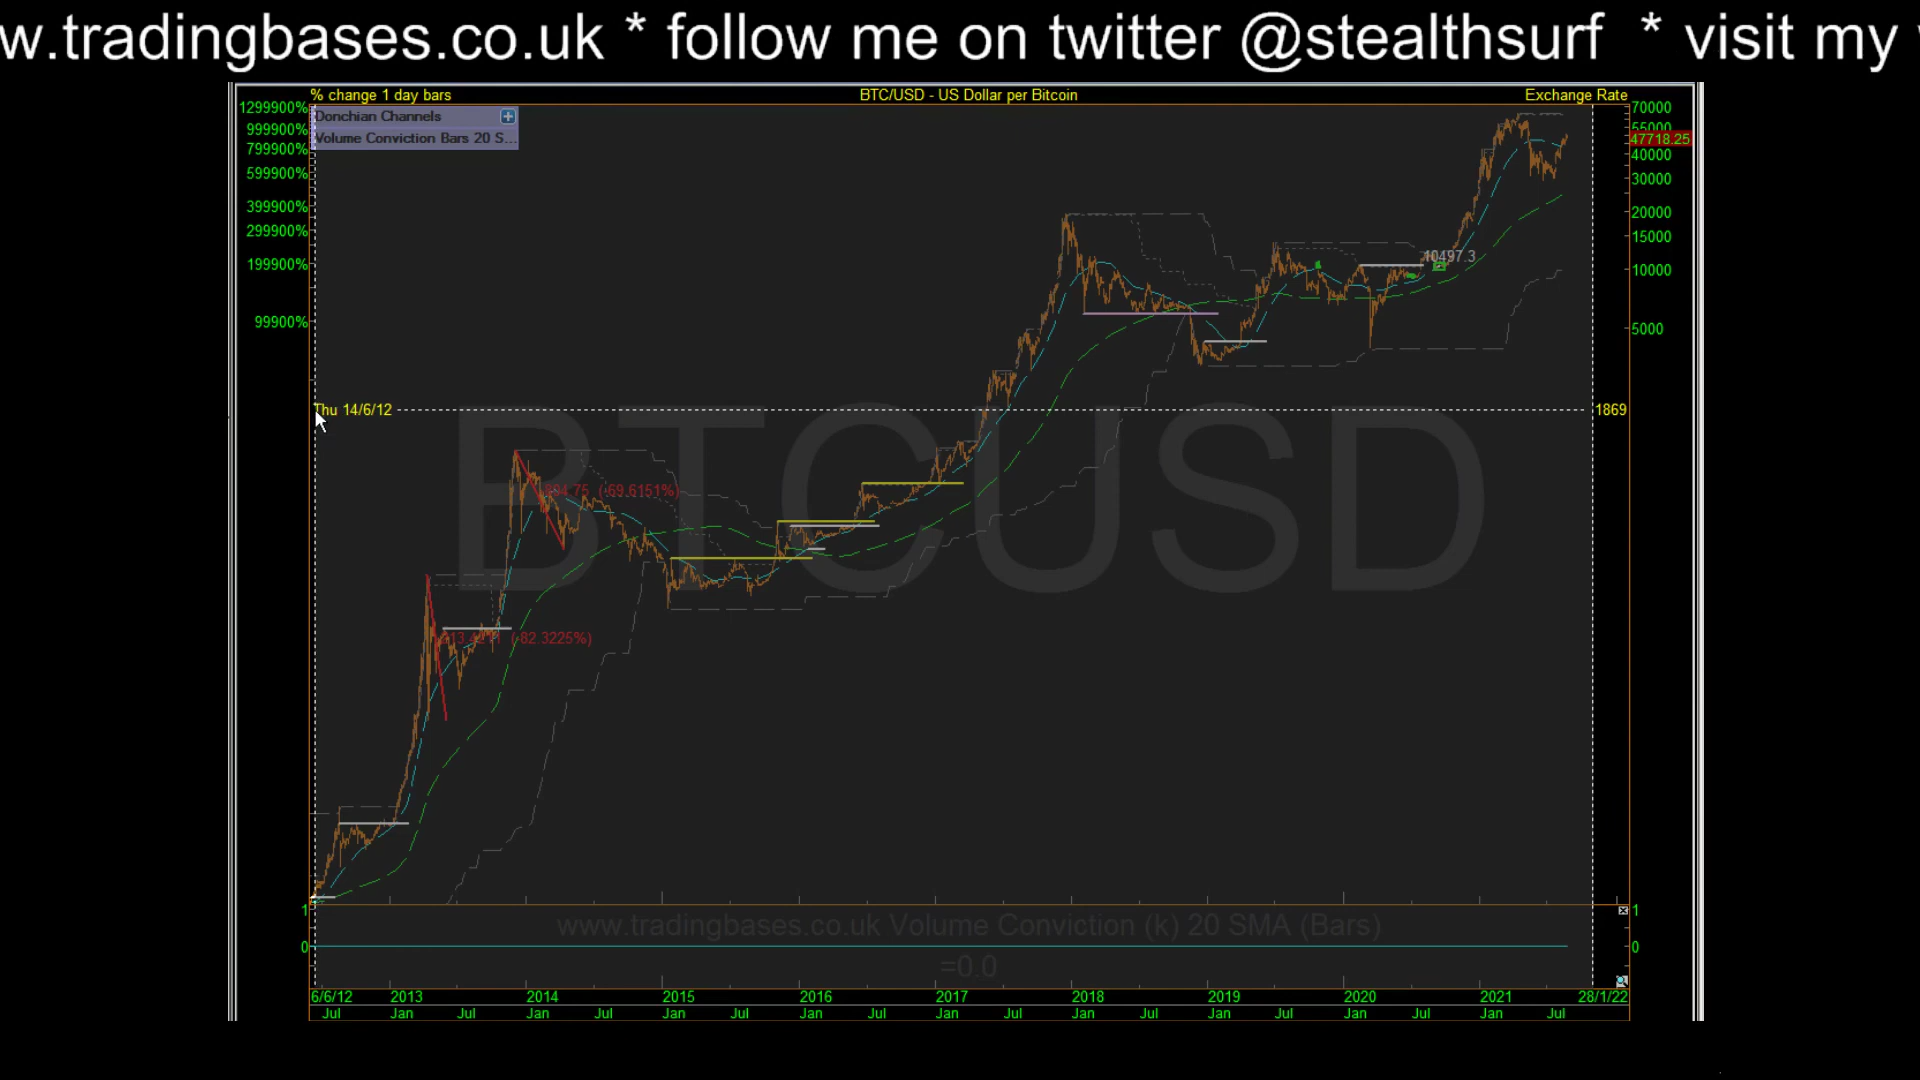 w.tradingbases.co.uk * follow me on twitter @stealthsurf * visit my
% change 1 day bars BTC/USD - US Dollar per Bitcoin Exchange Rate
Donchian Channels
Volume Conviction Bars 20 S...
1299900%
999900%
799900%
599900%
399900%
299900%
199900%
99900%
70000
55000
47718.25
40000
30000
20000
15000
10000
5000
10497.3
Thu 14/6/12
1869
BTCUSD
(-69.6151%)
(-82.3225%)
1 1
www.tradingbases.co.uk Volume Conviction (k) 20 SMA (Bars)
0 0
=0.0
6/6/12 2013 2014 2015 2016 2017 2018 2019 2020 2021 28/1/22
Jul Jan Jul Jan Jul Jan Jul Jan Jul Jan Jul Jan Jul Jan Jul Jan Jul Jan Jul